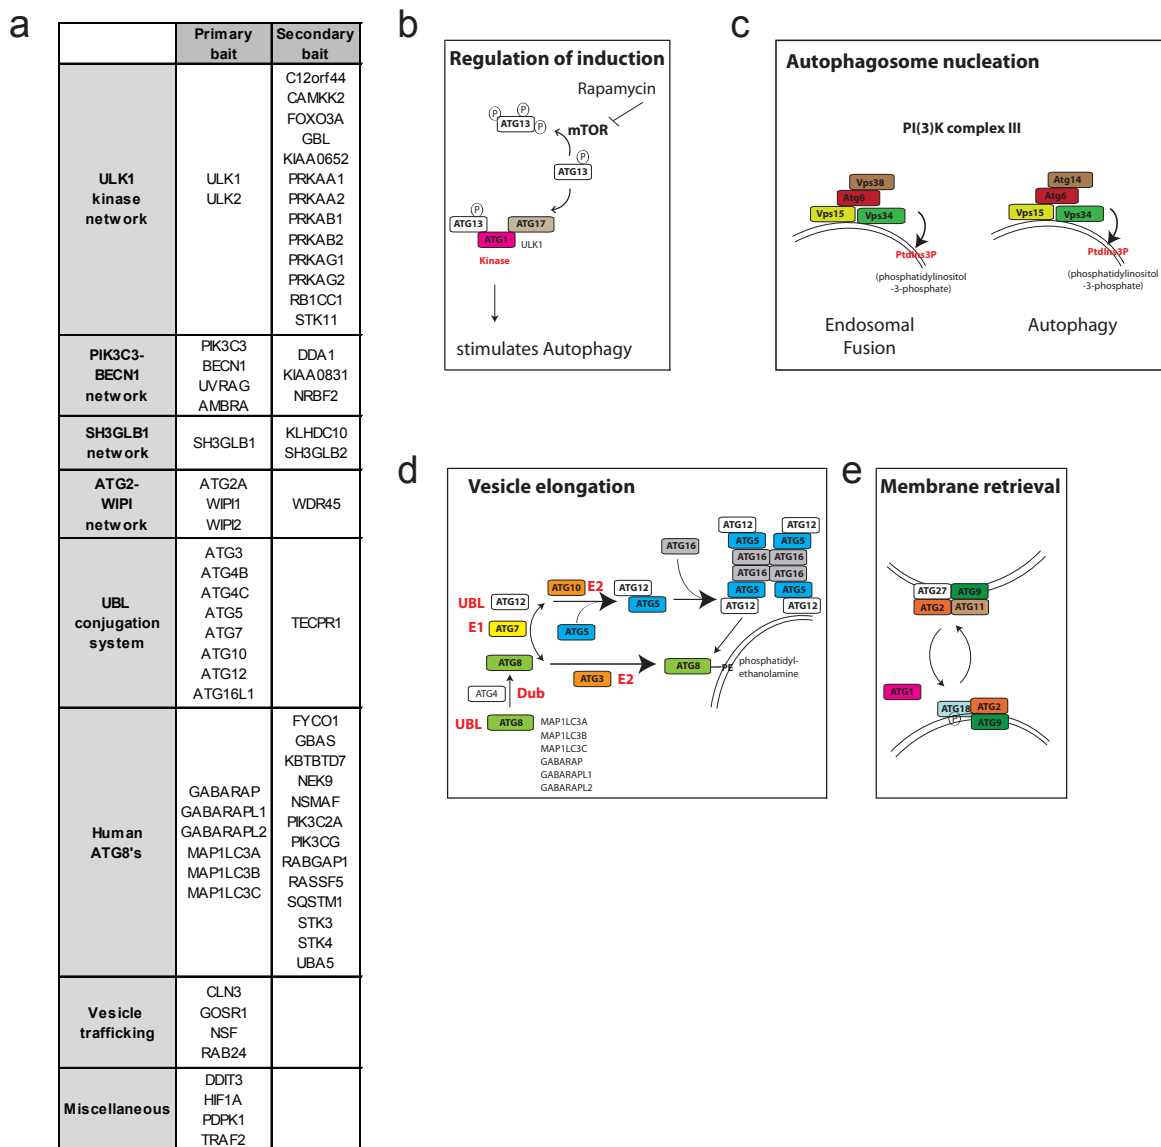 a
Primary bait
Secondary bait
ULK1 kinase network
ULK1
ULK2
C12orf44
CAMKK2
FOXO3A
GBL
KIAA0652
PRKAA1
PRKAA2
PRKAB1
PRKAB2
PRKAG1
PRKAG2
RB1CC1
STK11
PIK3C3-
BECN1
network
PIK3C3
BECN1
UVRAG
AMBRA
DDA1
KIAA0831
NRBF2
SH3GLB1
network
SH3GLB1
KLHDC10
SH3GLB2
ATG2-
WIPI
network
ATG2A
WIPI1
WIPI2
WDR45
UBL
conjugation
system
ATG3
ATG4B
ATG4C
ATG5
ATG7
ATG10
ATG12
ATG16L1
TECPR1
Human
ATG8's
GABARAP
GABARAPL1
GABARAPL2
MAP1LC3A
MAP1LC3B
MAP1LC3C
FYCO1
GBAS
KBTBTD7
NEK9
NSMAF
PIK3C2A
PIK3CG
RABGAP1
RASSF5
SQSTM1
STK3
STK4
UBA5
Vesicle
trafficking
CLN3
GOSR1
NSF
RAB24
Miscellaneous
DDIT3
HIF1A
PDPK1
TRAF2
b
Regulation of induction
Rapamycin
P
P
P
ATG13
mTOR
P
ATG13
P
ATG13
ATG17
ATG1
ULK1
Kinase
stimulates Autophagy
c
Autophagosome nucleation
PI(3)K complex III
Vps38
Atg6
Vps15
Vps34
PtdIns3P
(phosphatidylinositol
-3-phosphate)
Endosomal
Fusion
Atg14
Atg6
Vps15
Vps34
PtdIns3P
(phosphatidylinositol
-3-phosphate)
Autophagy
d
Vesicle elongation
ATG12
ATG12
ATG5
ATG5
ATG16
ATG16
ATG16
ATG16
ATG16
ATG5
ATG5
ATG12
ATG12
ATG10
E2
ATG12
ATG5
UBL
ATG12
E1
ATG7
ATG5
ATG8
ATG3
E2
ATG8
PE
phosphatidyl-
ethanolamine
ATG4
Dub
UBL
ATG8
MAP1LC3A
MAP1LC3B
MAP1LC3C
GABARAP
GABARAPL1
GABARAPL2
e
Membrane retrieval
ATG27
ATG9
ATG2
ATG11
ATG1
ATG18
ATG2
P
ATG9